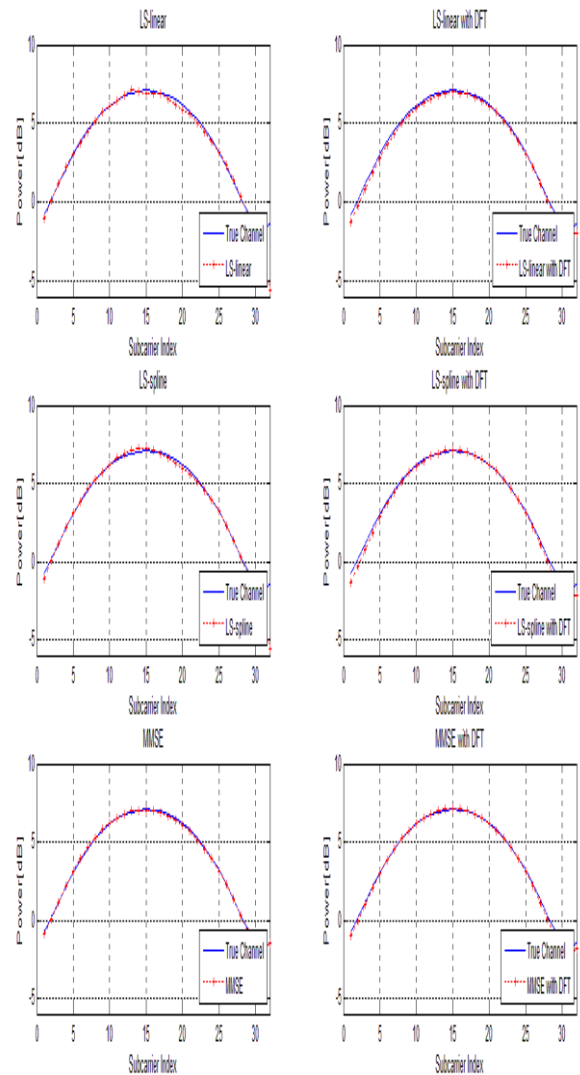 LS-linear
10
5
0
-5
Power[dB]
True Channel
LS-linear
0 5 10 15 20 25 30
Subcarrier Index
LS-linear with DFT
10
5
0
-5
Power[dB]
True Channel
LS-linear with DFT
0 5 10 15 20 25 30
Subcarrier Index
LS-spline
10
5
0
-5
Power[dB]
True Channel
LS-spline
0 5 10 15 20 25 30
Subcarrier Index
LS-spline with DFT
10
5
0
-5
Power[dB]
True Channel
LS-spline with DFT
0 5 10 15 20 25 30
Subcarrier Index
MMSE
10
5
0
-5
Power[dB]
True Channel
MMSE
0 5 10 15 20 25 30
Subcarrier Index
MMSE with DFT
10
5
0
-5
Power[dB]
True Channel
MMSE with DFT
0 5 10 15 20 25 30
Subcarrier Index